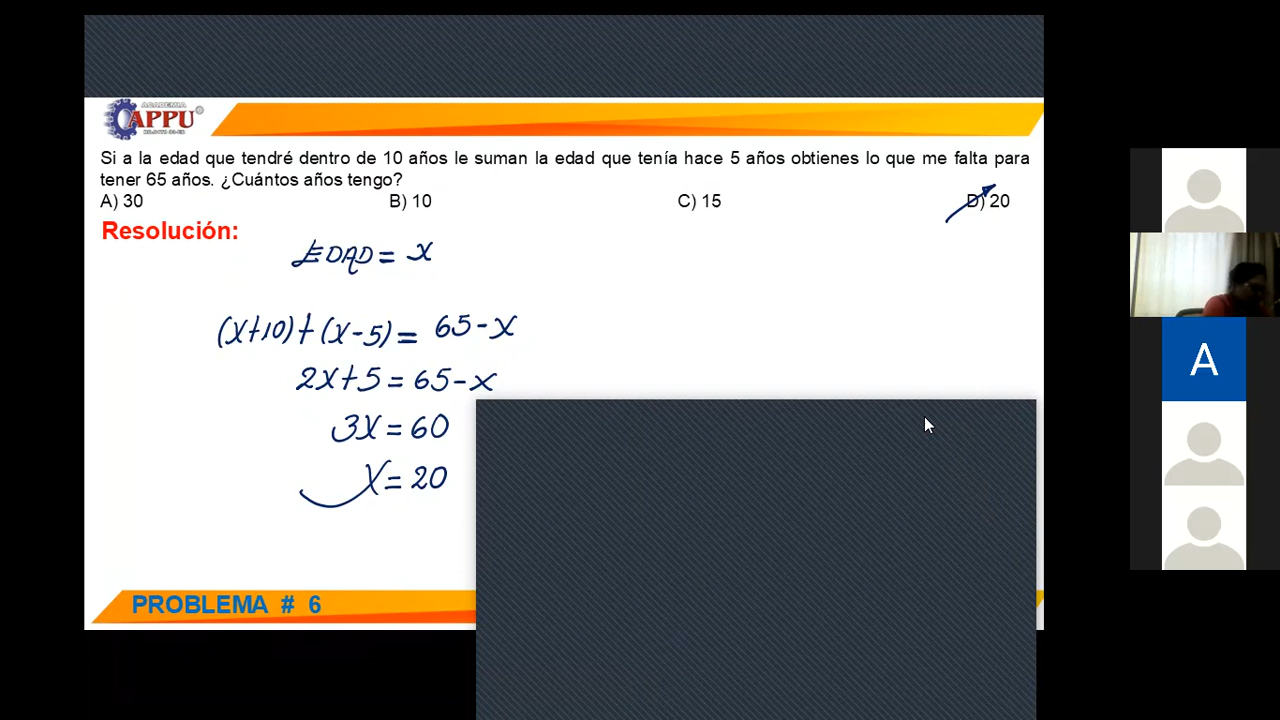 ACADEMIA
APPU®
Si a la edad que tendré dentro de 10 años le suman la edad que tenía hace 5 años obtienes lo que me falta para
tener 65 años. ¿Cuántos años tengo?
A) 30 B) 10 C) 15 D) 20
Resolución:
EDAD = x
(x+10)+(x-5) = 65-x
2x+5 = 65-x
3x = 60
x = 20
PROBLEMA # 6
A